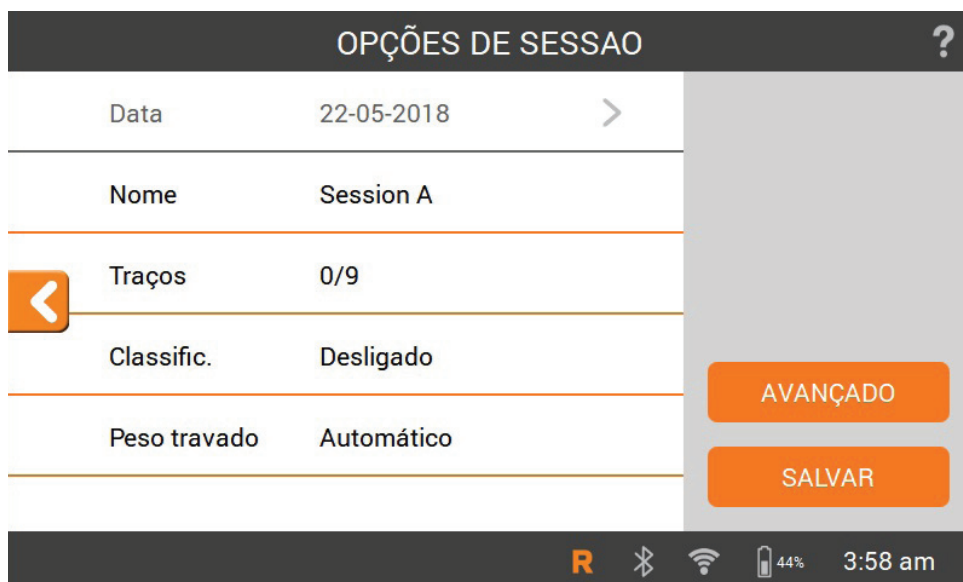 OPÇÕES DE SESSAO ?
Data 22-05-2018
Nome Session A
Traços 0/9
Classific. Desligado
Peso travado Automático
AVANÇADO
SALVAR
R 44% 3:58 am